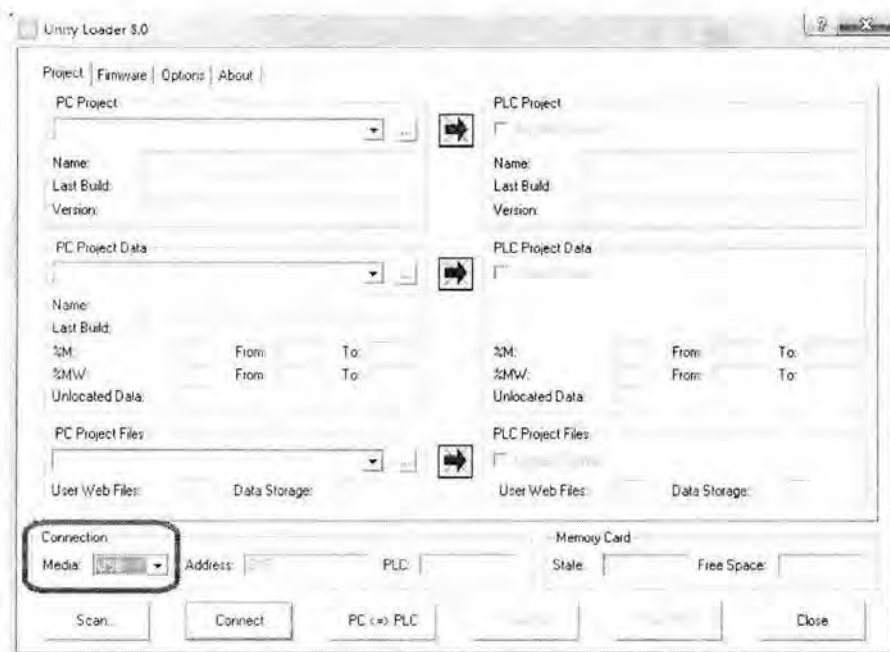 Unity Loader 8.0
?
Project Firmware Options About
PC Project
...
Name:
Last Build:
Version:
PLC Project
Name:
Last Build:
Version:
PC Project Data
...
Name:
Last Build:
%M: From: To:
%MW: From: To:
Unlocated Data:
PLC Project Data
%M: From: To:
%MW: From: To:
Unlocated Data:
PC Project Files
...
User Web Files: Data Storage:
PLC Project Files
User Web Files: Data Storage:
Connection
Media: Address: PLC:
Memory Card
State: Free Space:
Scan... Connect PC <=> PLC Close